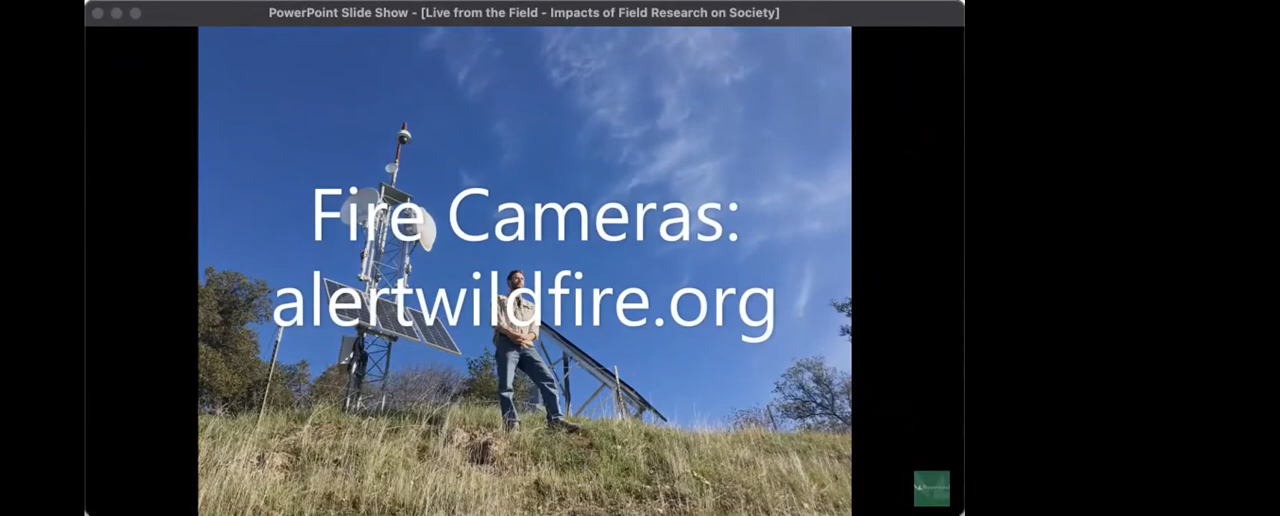 PowerPoint Slide Show - [Live from the Field - Impacts of Field Research on Society]
Fire Cameras:
alertwildfire.org